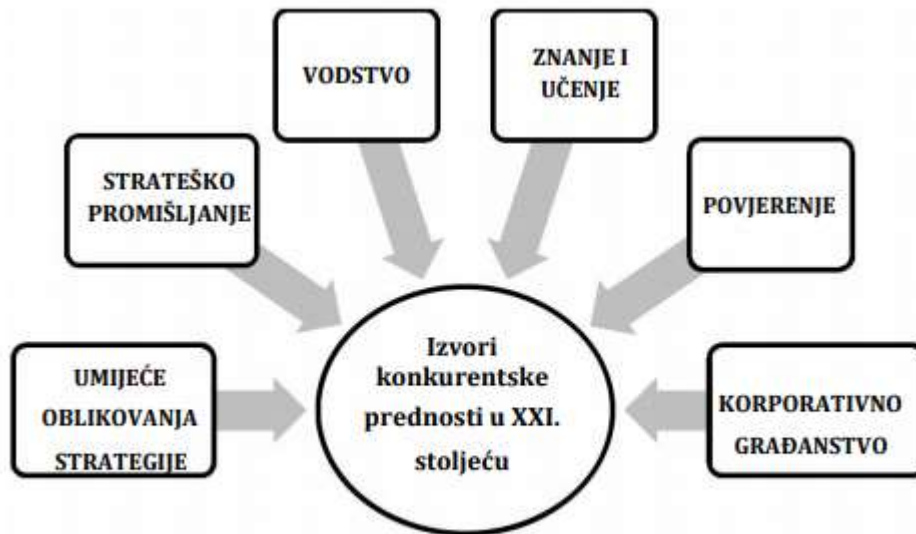 VODSTVO
ZNANJE I
UČENJE
STRATEŠKO
PROMIŠLJANJE
POVJERENJE
UMIJEĆE
OBLIKOVANJA
STRATEGIJE
Izvori
konkurentske
prednosti u XXI.
stoljeću
KORPORATIVNO
GRAĐANSTVO